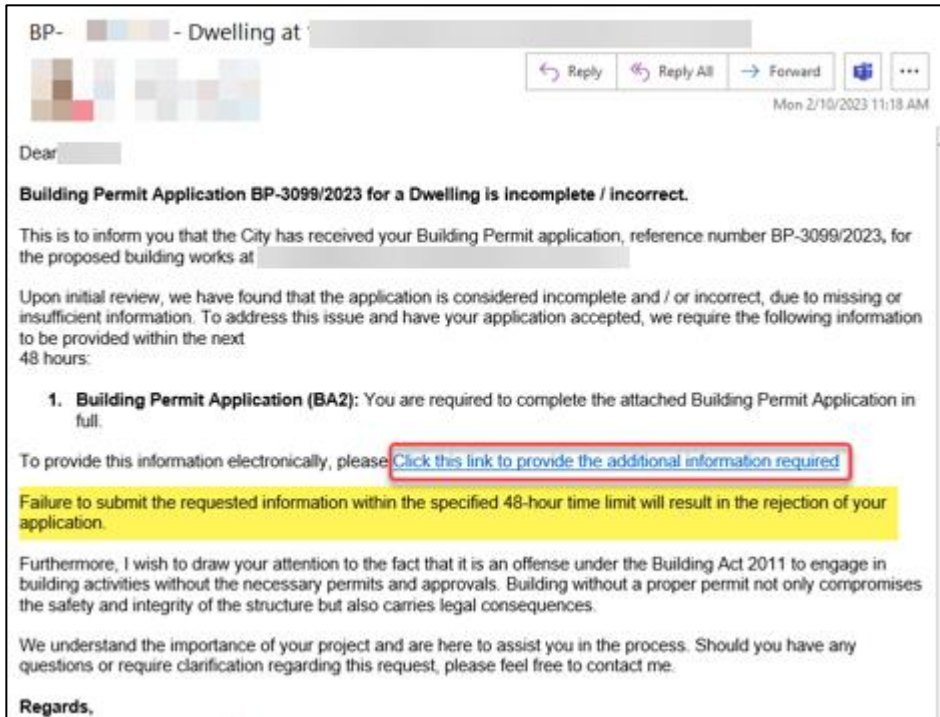 BP- - Dwelling at
Reply Reply All Forward ...
Mon 2/10/2023 11:18 AM
Dear
Building Permit Application BP-3099/2023 for a Dwelling is incomplete / incorrect.
This is to inform you that the City has received your Building Permit application, reference number BP-3099/2023, for
the proposed building works at
Upon initial review, we have found that the application is considered incomplete and / or incorrect, due to missing or
insufficient information. To address this issue and have your application accepted, we require the following information
to be provided within the next
48 hours:
1. Building Permit Application (BA2): You are required to complete the attached Building Permit Application in
full.
To provide this information electronically, please Click this link to provide the additional information required
Failure to submit the requested information within the specified 48-hour time limit will result in the rejection of your
application.
Furthermore, I wish to draw your attention to the fact that it is an offense under the Building Act 2011 to engage in
building activities without the necessary permits and approvals. Building without a proper permit not only compromises
the safety and integrity of the structure but also carries legal consequences.
We understand the importance of your project and are here to assist you in the process. Should you have any
questions or require clarification regarding this request, please feel free to contact me.
Regards,